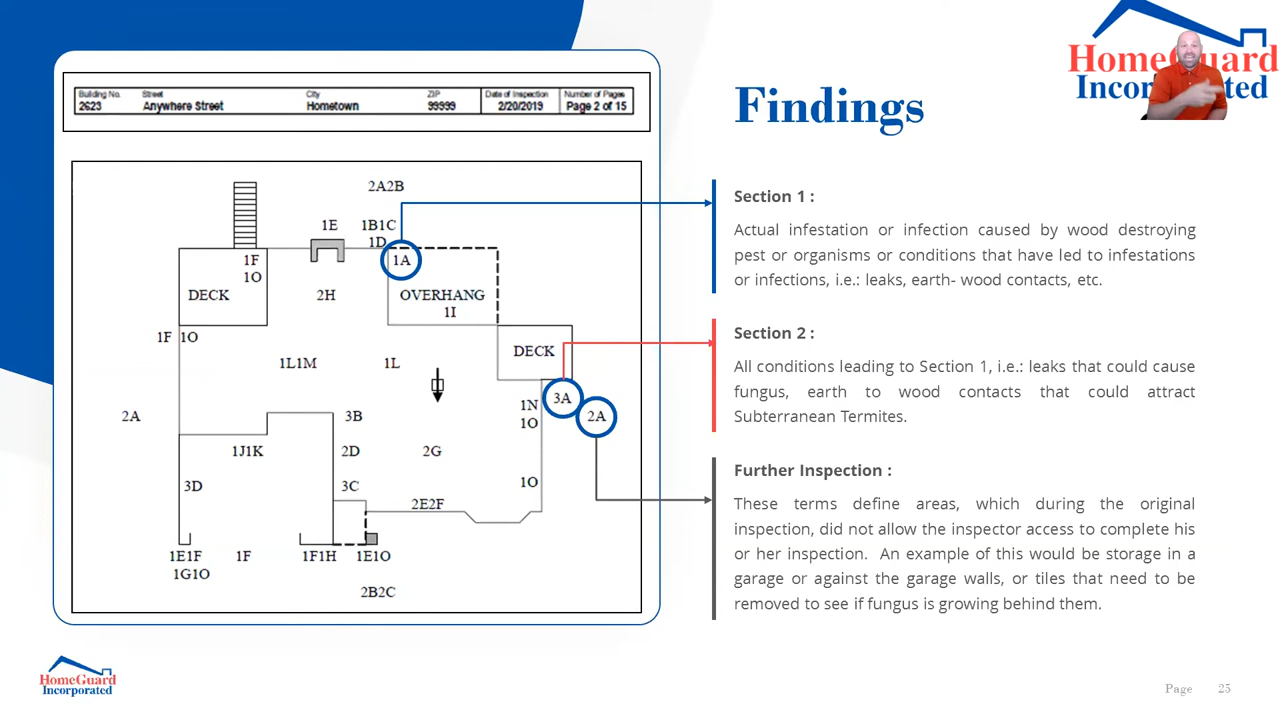 HomeGuard
Incorporated
Building No. Street City ZIP Date of Inspection Number of Pages
2623 Anywhere Street Hometown 99999 2/20/2019 Page 2 of 15
Findings
2A2B
1E 1B1C
1D
1F 1A
1O
DECK 2H OVERHANG
1I
1F 1O
1L1M 1L DECK
3A
1N
2A 3B 1O 2A
1J1K 2D 2G
3D 3C 1O
2E2F
1E1F 1F 1F1H 1E1O
1G1O
2B2C
Section 1 :
Actual infestation or infection caused by wood destroying
pest or organisms or conditions that have led to infestations
or infections, i.e.: leaks, earth- wood contacts, etc.
Section 2 :
All conditions leading to Section 1, i.e.: leaks that could cause
fungus, earth to wood contacts that could attract
Subterranean Termites.
Further Inspection :
These terms define areas, which during the original
inspection, did not allow the inspector access to complete his
or her inspection. An example of this would be storage in a
garage or against the garage walls, or tiles that need to be
removed to see if fungus is growing behind them.
HomeGuard
Incorporated
Page 25